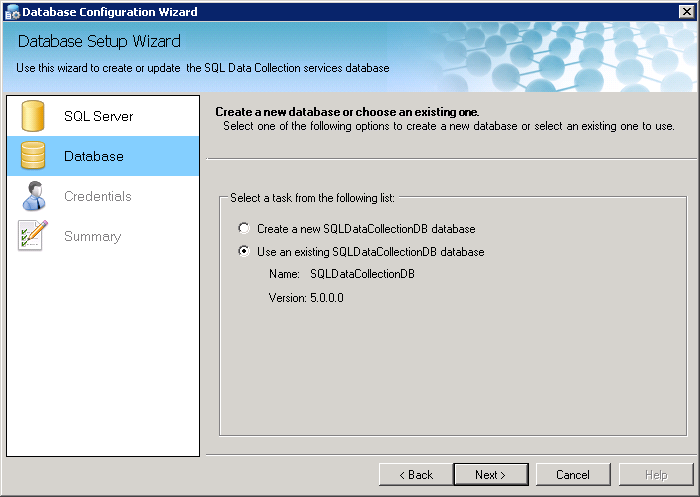 Database Configuration Wizard
Database Setup Wizard
Use this wizard to create or update the SQL Data Collection services database
SQL Server
Database
Credentials
Summary
Create a new database or choose an existing one.
Select one of the following options to create a new database or select an existing one to use.
Select a task from the following list:
Create a new SQLDataCollectionDB database
Use an existing SQLDataCollectionDB database
Name: SQLDataCollectionDB
Version: 5.0.0.0
< Back
Next >
Cancel
Help